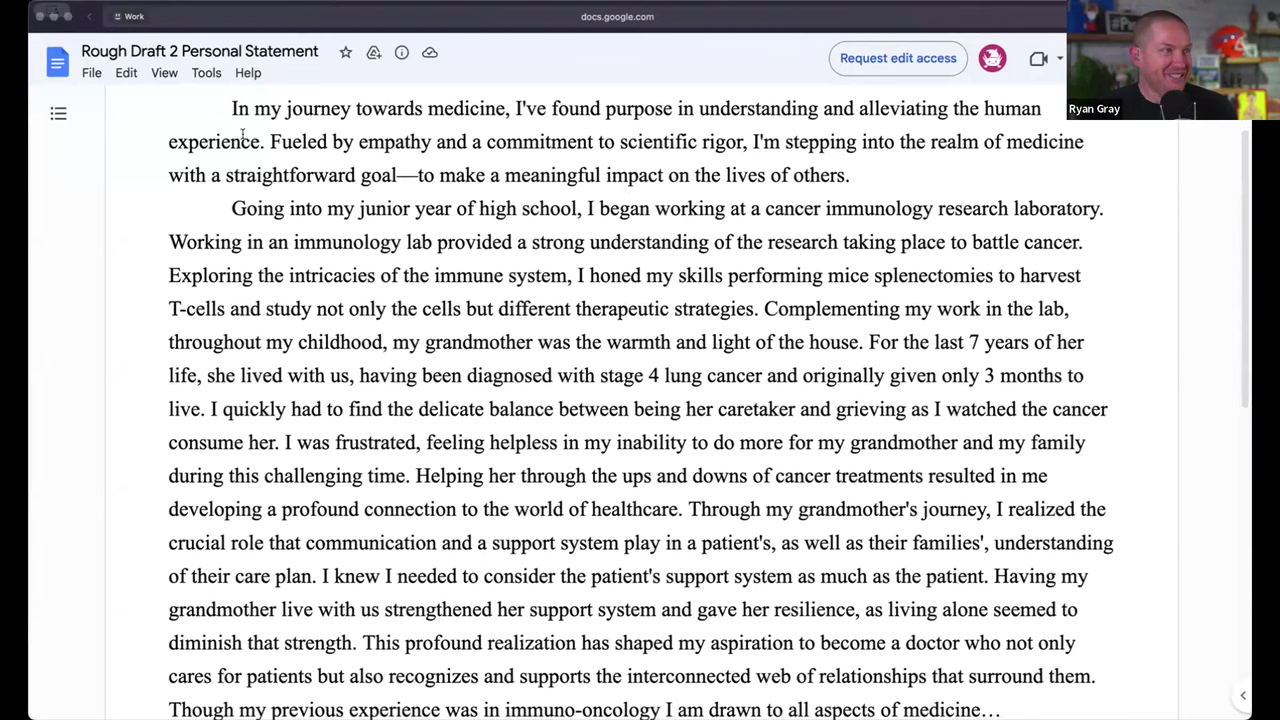 Work
docs.google.com
Rough Draft 2 Personal Statement
File Edit View Tools Help
Request edit access
Ryan Gray
In my journey towards medicine, I've found purpose in understanding and alleviating the human
experience. Fueled by empathy and a commitment to scientific rigor, I'm stepping into the realm of medicine
with a straightforward goal—to make a meaningful impact on the lives of others.
Going into my junior year of high school, I began working at a cancer immunology research laboratory.
Working in an immunology lab provided a strong understanding of the research taking place to battle cancer.
Exploring the intricacies of the immune system, I honed my skills performing mice splenectomies to harvest
T-cells and study not only the cells but different therapeutic strategies. Complementing my work in the lab,
throughout my childhood, my grandmother was the warmth and light of the house. For the last 7 years of her
life, she lived with us, having been diagnosed with stage 4 lung cancer and originally given only 3 months to
live. I quickly had to find the delicate balance between being her caretaker and grieving as I watched the cancer
consume her. I was frustrated, feeling helpless in my inability to do more for my grandmother and my family
during this challenging time. Helping her through the ups and downs of cancer treatments resulted in me
developing a profound connection to the world of healthcare. Through my grandmother's journey, I realized the
crucial role that communication and a support system play in a patient's, as well as their families', understanding
of their care plan. I knew I needed to consider the patient's support system as much as the patient. Having my
grandmother live with us strengthened her support system and gave her resilience, as living alone seemed to
diminish that strength. This profound realization has shaped my aspiration to become a doctor who not only
cares for patients but also recognizes and supports the interconnected web of relationships that surround them.
Though my previous experience was in immuno-oncology I am drawn to all aspects of medicine…